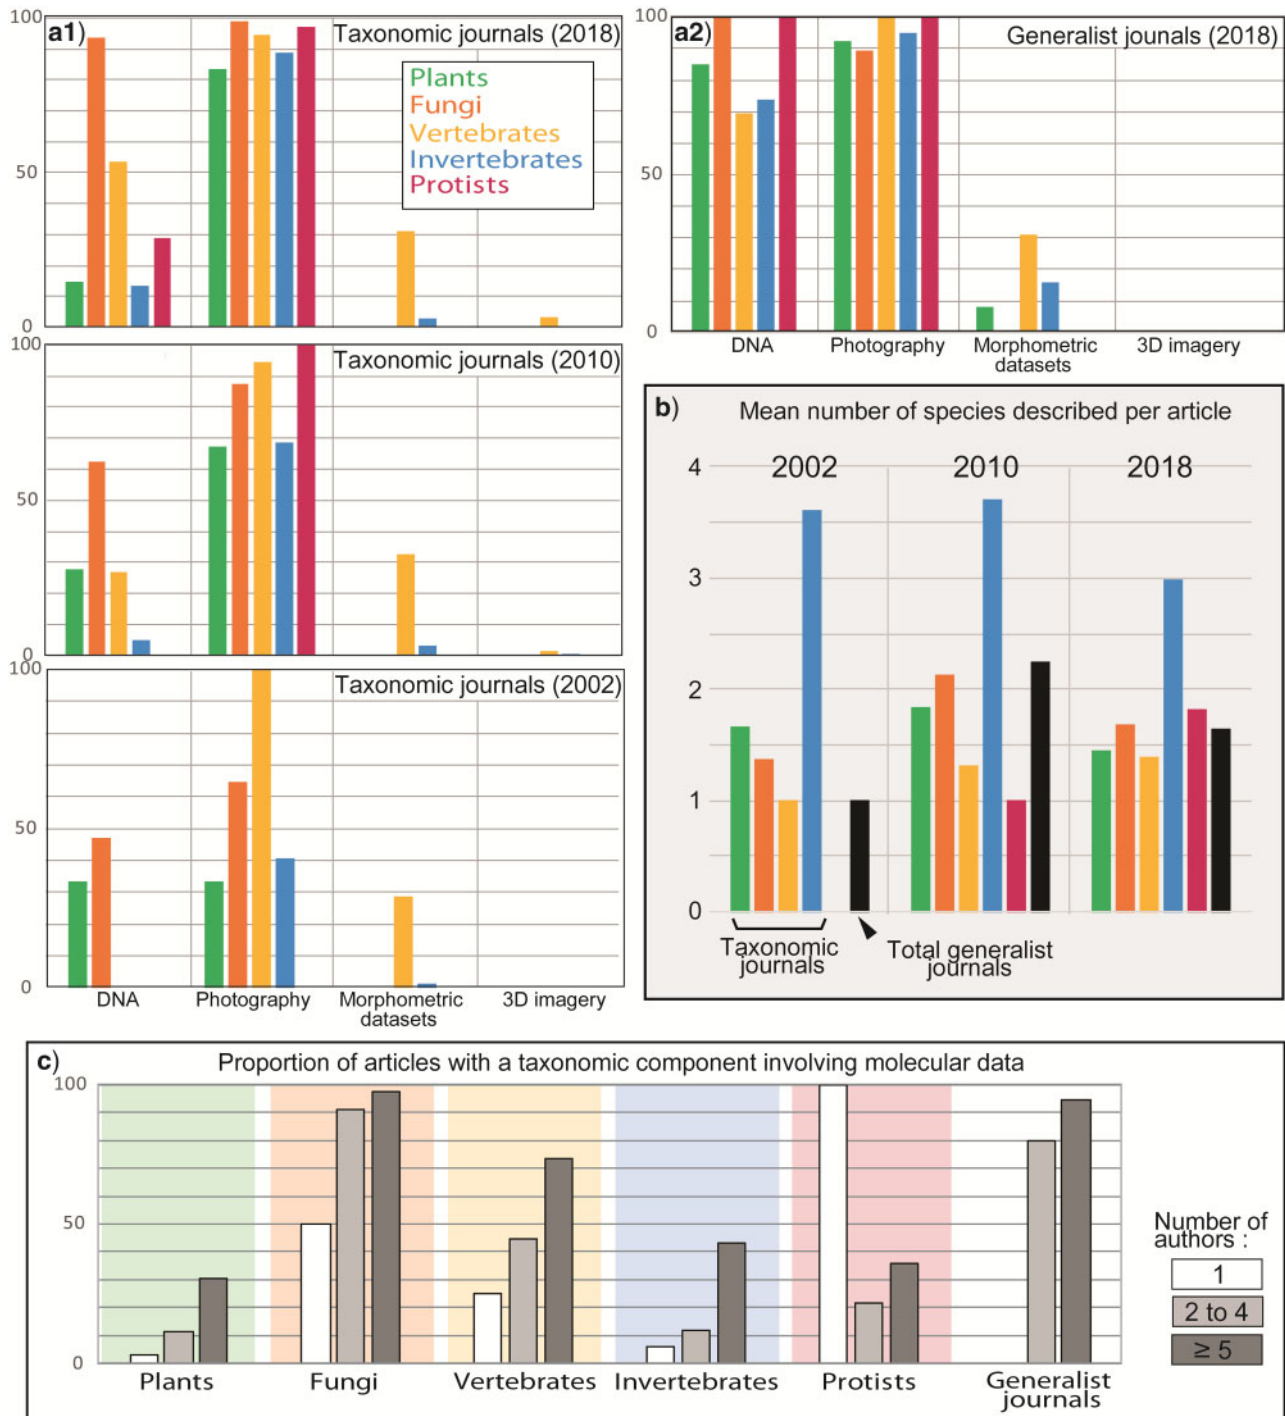 a1)
Taxonomic journals (2018)
100
50
0
Plants
Fungi
Vertebrates
Invertebrates
Protists
a2)
Generalist jounals (2018)
100
50
0
DNA
Photography
Morphometric
datasets
3D imagery
Taxonomic journals (2010)
100
50
0
Taxonomic journals (2002)
100
50
0
DNA
Photography
Morphometric
datasets
3D imagery
b)
Mean number of species described per article
2002
2010
2018
4
3
2
1
0
Taxonomic
journals
Total generalist
journals
c)
Proportion of articles with a taxonomic component involving molecular data
100
50
0
Plants
Fungi
Vertebrates
Invertebrates
Protists
Generalist
journals
Number of
authors :
1
2 to 4
≥ 5